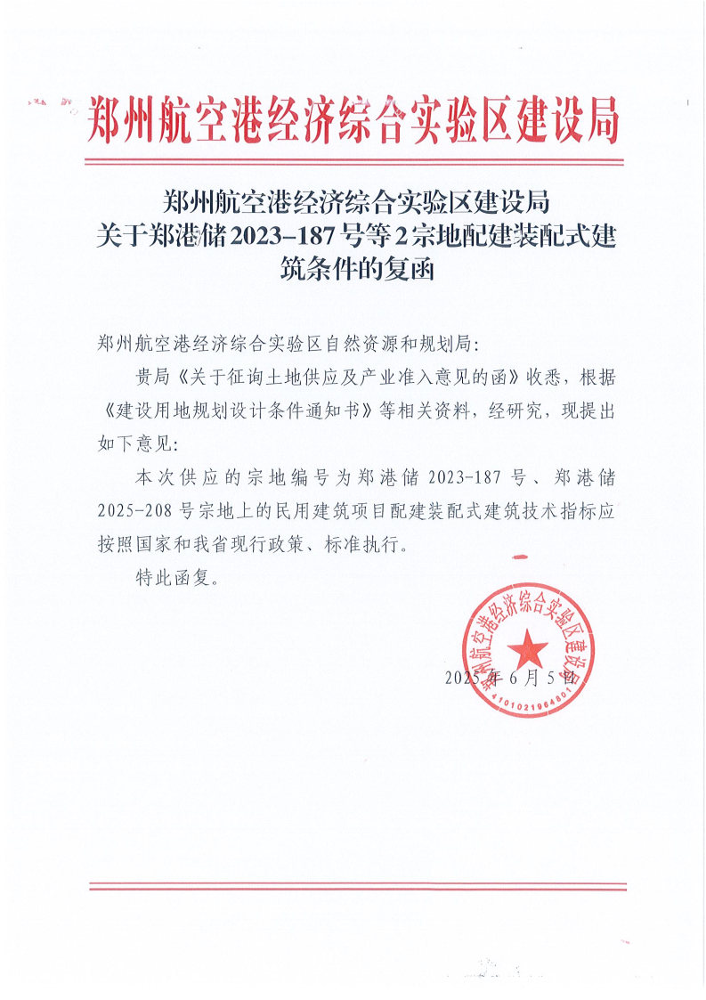 郑州航空港经济综合实验区建设局
郑州航空港经济综合实验区建设局
关于郑港储2023-187号等2宗地配建装配式建
筑条件的复函
郑州航空港经济综合实验区自然资源和规划局：
贵局《关于征询土地供应及产业准入意见的函》收悉，根据
《建设用地规划设计条件通知书》等相关资料，经研究，现提出
如下意见：
本次供应的宗地编号为郑港储 2023-187 号、郑港储
2025-208 号宗地上的民用建筑项目配建装配式建筑技术指标应
按照国家和我省现行政策、标准执行。
特此函复。
郑州航空港经济综合实验区建设局
2025年6月5日
4101021964801